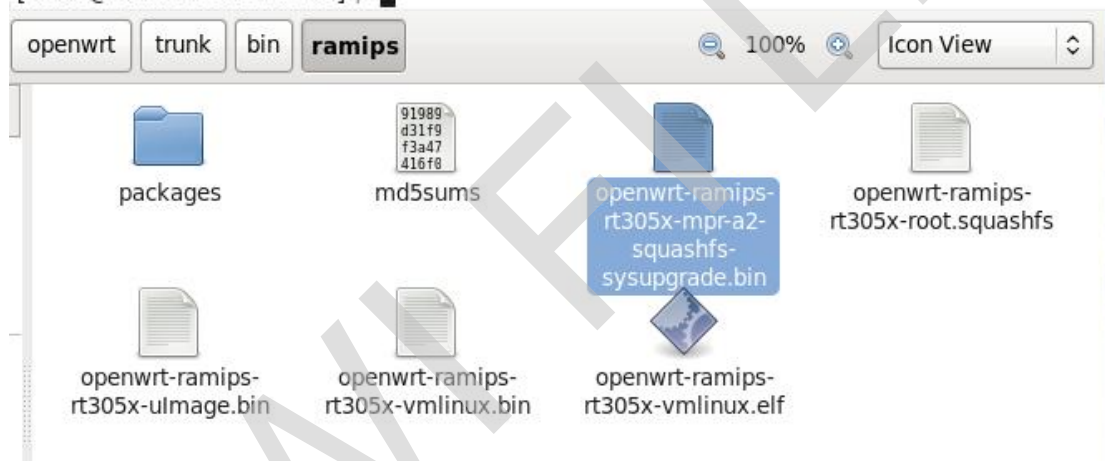 openwrt trunk bin ramips 100% Icon View
91989
d31f9
f3a47
416f8
packages md5sums openwrt-ramips- openwrt-ramips-
rt305x-mpr-a2- rt305x-root.squashfs
squashfs-
sysupgrade.bin
openwrt-ramips- openwrt-ramips- openwrt-ramips-
rt305x-uImage.bin rt305x-vmlinux.bin rt305x-vmlinux.elf